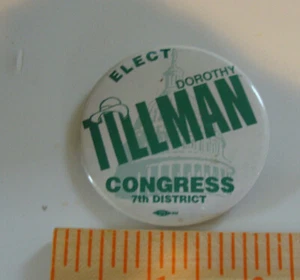 ELECT
DOROTHY
TILLMAN
CONGRESS
7th DISTRICT